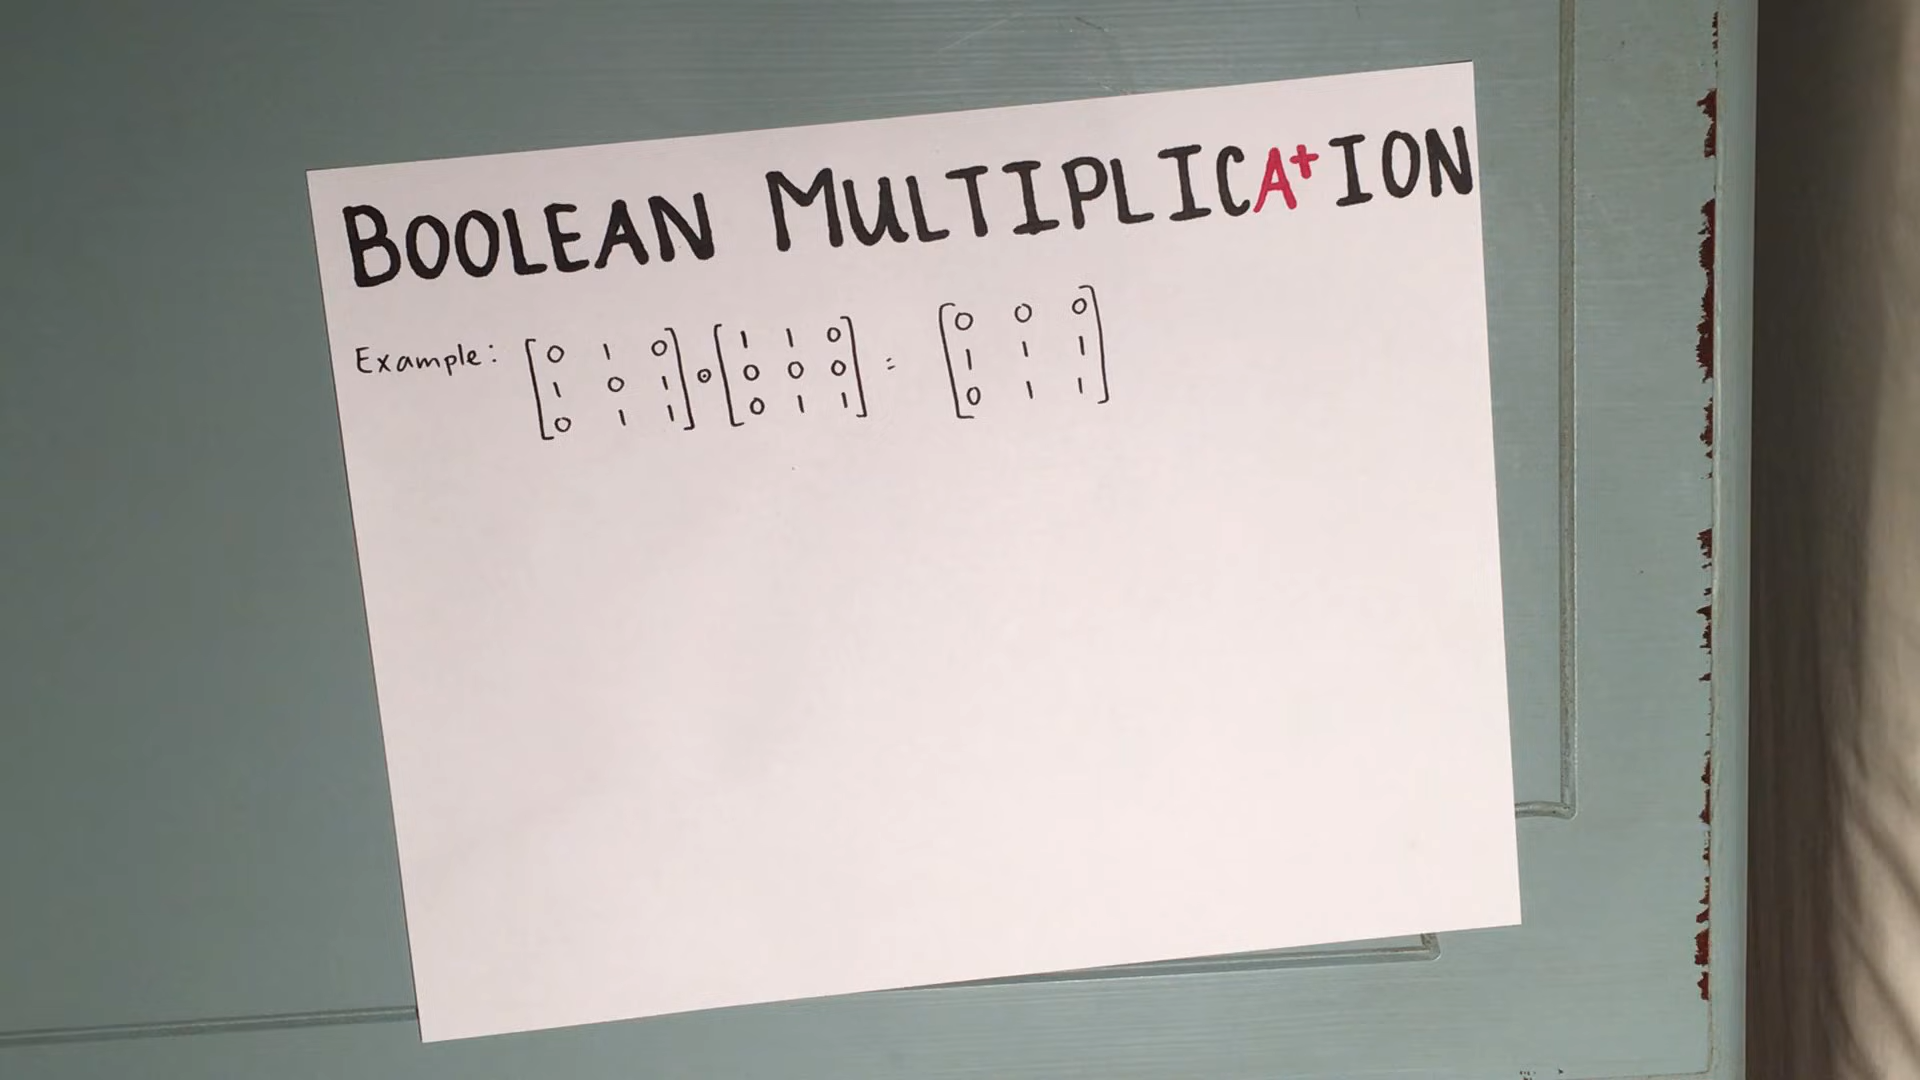 BOOLEAN MULTIPLICA+ION
Example: [0 1 0] ⊙ [1 1 0] = [0 0 0]
[1 0 1] [0 0 0] [1 1 1]
[0 1 1] [0 1 1] [0 1 1]